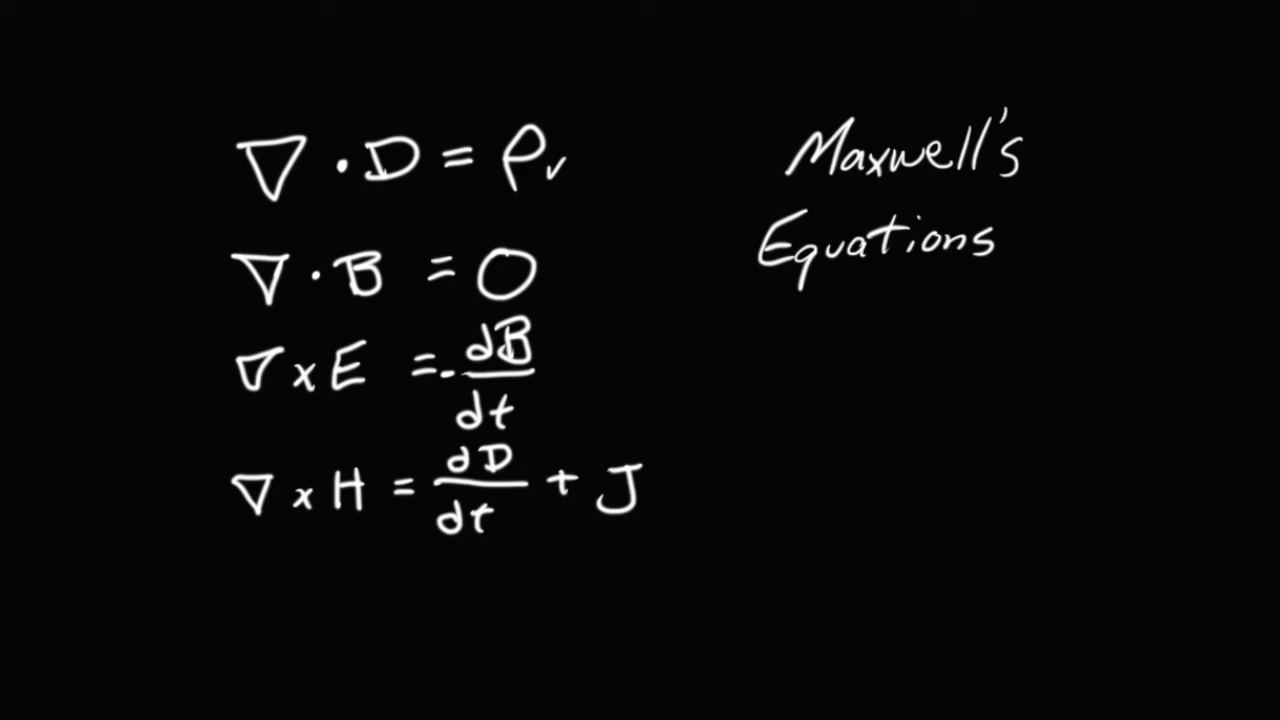 ∇ · D = ρv
∇ · B = 0
∇ x E = - dB/dt
∇ x H = dD/dt + J
Maxwell's
Equations